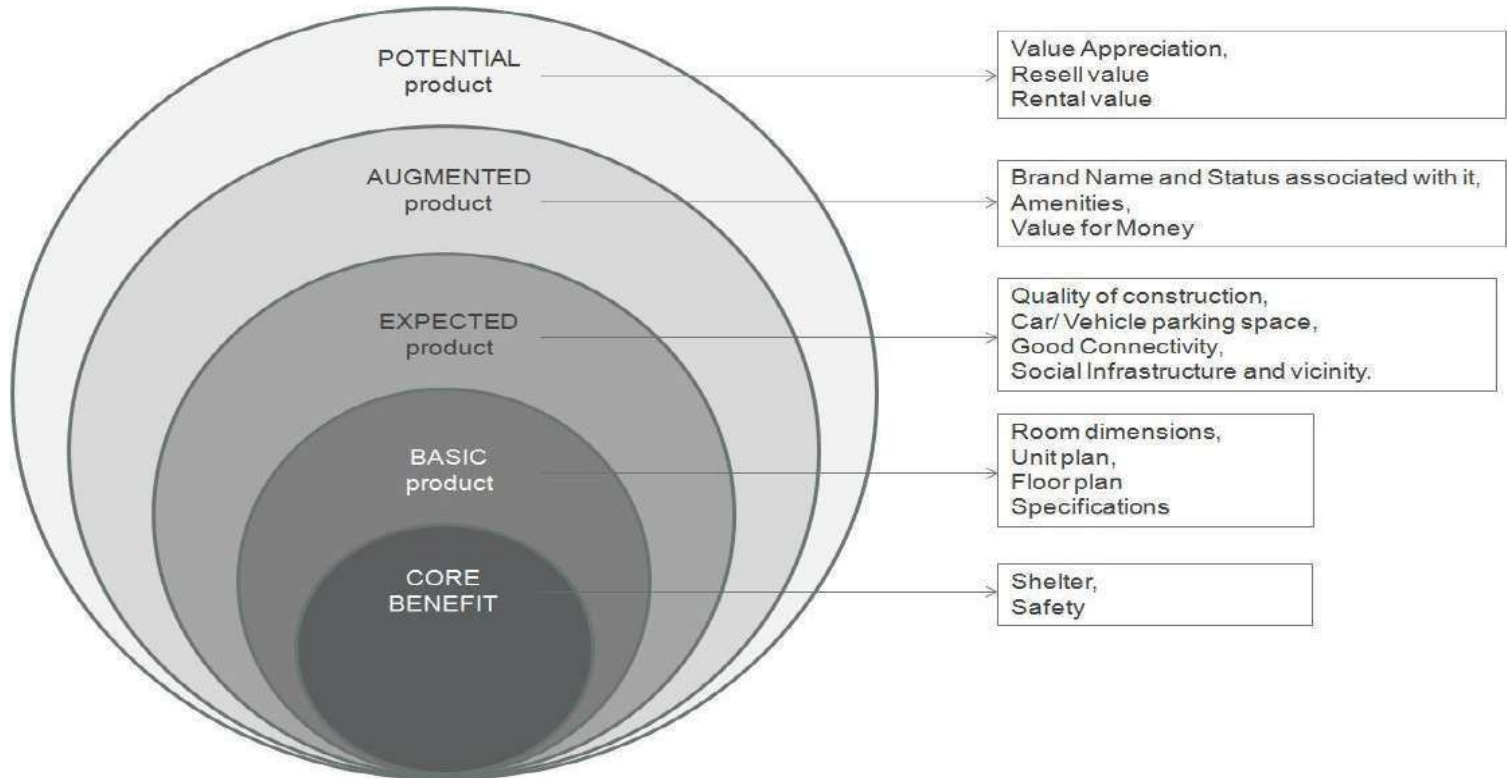 POTENTIAL
product
Value Appreciation,
Resell value
Rental value
AUGMENTED
product
Brand Name and Status associated with it,
Amenities,
Value for Money
EXPECTED
product
Quality of construction,
Car/ Vehicle parking space,
Good Connectivity,
Social Infrastructure and vicinity.
BASIC
product
Room dimensions,
Unit plan,
Floor plan
Specifications
CORE
BENEFIT
Shelter,
Safety